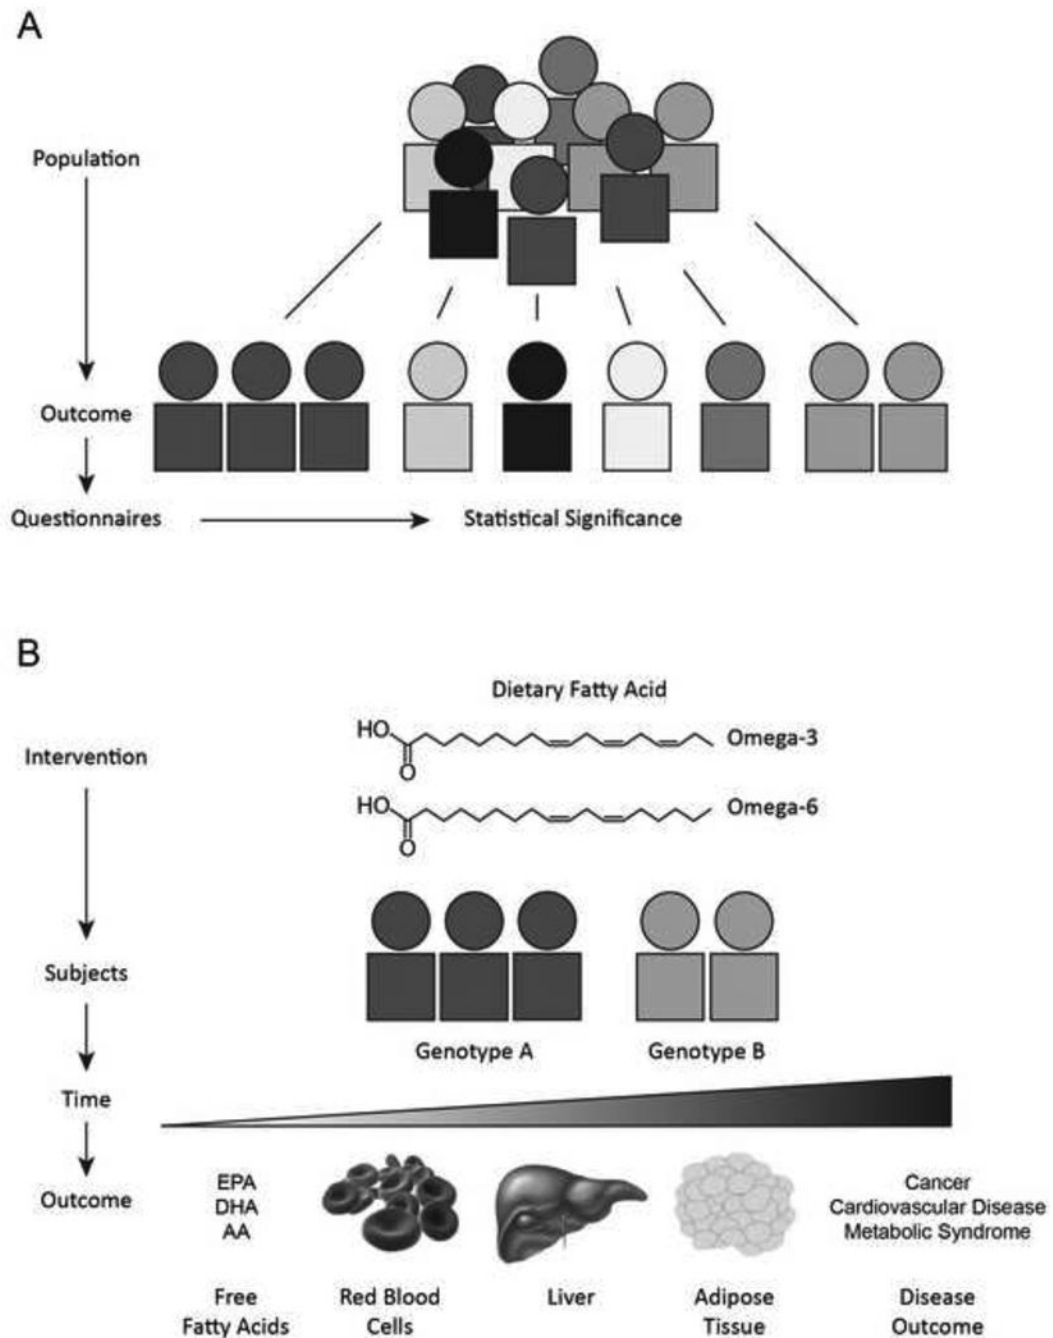 A
Population
Outcome
Questionnaires
Statistical Significance
B
Dietary Fatty Acid
Intervention
HO
O
Omega-3
HO
O
Omega-6
Subjects
Genotype A
Genotype B
Time
Outcome
EPA
DHA
AA
Cancer
Cardiovascular Disease
Metabolic Syndrome
Free
Fatty Acids
Red Blood
Cells
Liver
Adipose
Tissue
Disease
Outcome